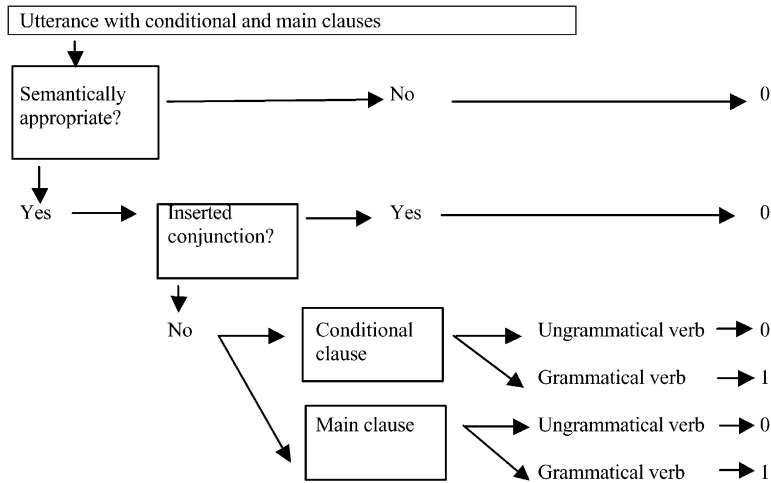 Utterance with conditional and main clauses
Semantically
appropriate?
No
0
Yes
Inserted
conjunction?
Yes
0
No
Conditional
clause
Ungrammatical verb
0
Grammatical verb
1
Main clause
Ungrammatical verb
0
Grammatical verb
1